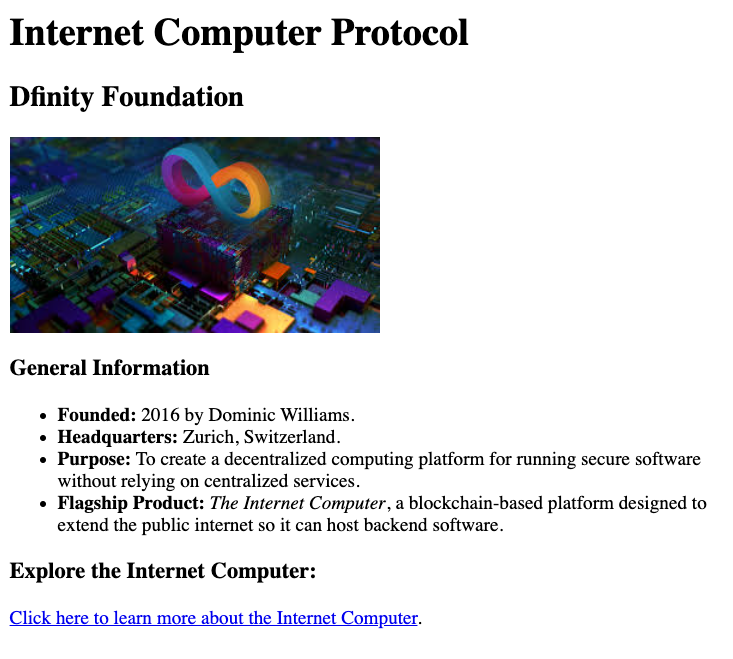 Internet Computer Protocol
Dfinity Foundation
General Information
• Founded: 2016 by Dominic Williams.
• Headquarters: Zurich, Switzerland.
• Purpose: To create a decentralized computing platform for running secure software
without relying on centralized services.
• Flagship Product: The Internet Computer, a blockchain-based platform designed to
extend the public internet so it can host backend software.
Explore the Internet Computer:
Click here to learn more about the Internet Computer.